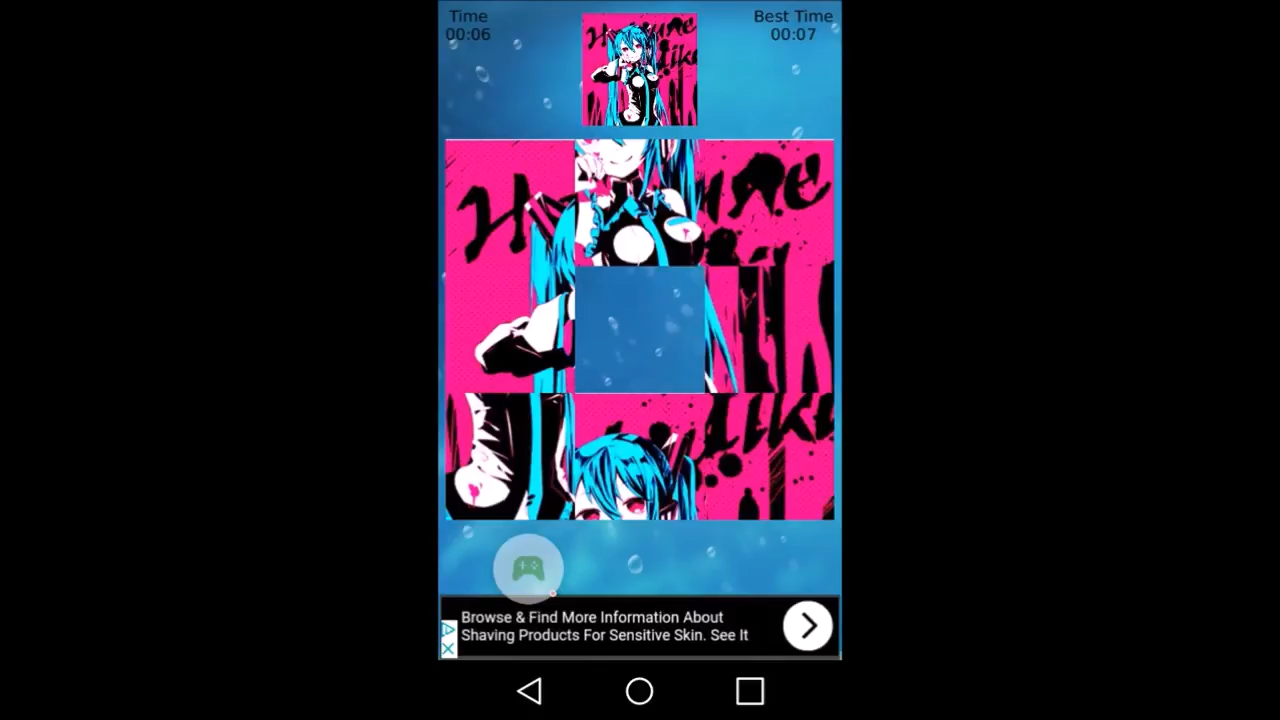 Time
00:06
Best Time
00:07
Browse & Find More Information About
Shaving Products For Sensitive Skin. See It